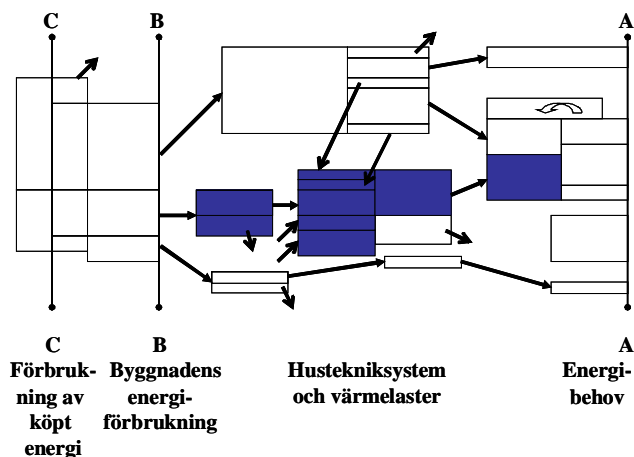 C
B
A
C
B
A
Förbruk-
ning av
köpt
energi
Byggnadens
energi-
förbrukning
Hustekniksystem
och värmelaster
Energi-
behov